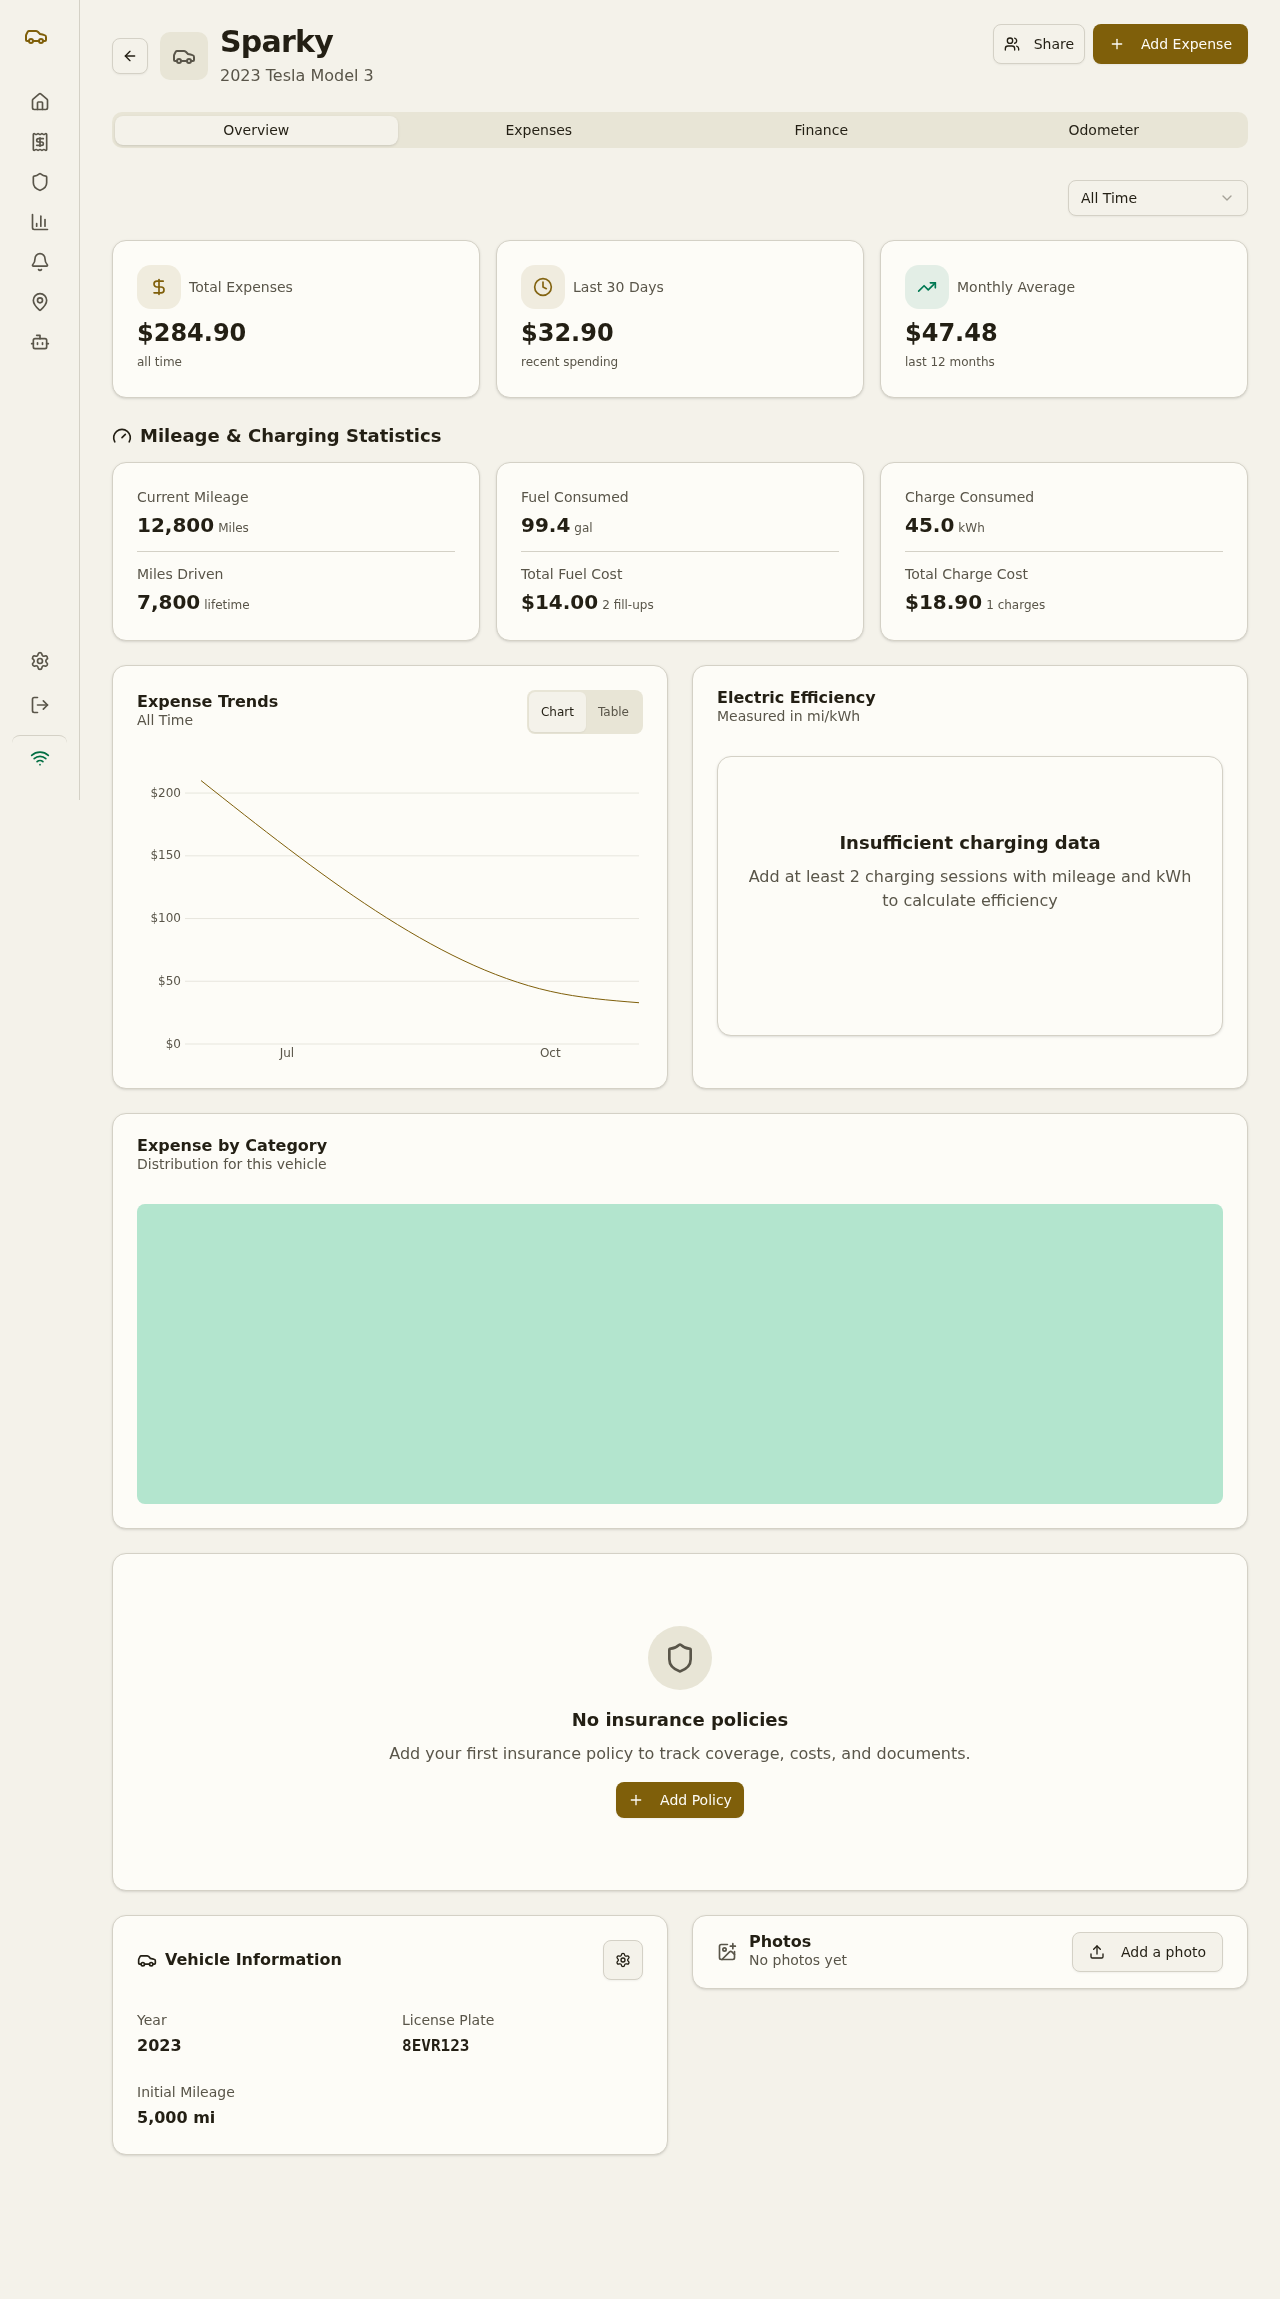 Sparky
2023 Tesla Model 3
Share
Add Expense
Overview
Expenses
Finance
Odometer
All Time
Total Expenses
$284.90
all time
Last 30 Days
$32.90
recent spending
Monthly Average
$47.48
last 12 months
Mileage & Charging Statistics
Current Mileage
12,800 Miles
Miles Driven
7,800 lifetime
Fuel Consumed
99.4 gal
Total Fuel Cost
$14.00 2 fill-ups
Charge Consumed
45.0 kWh
Total Charge Cost
$18.90 1 charges
Expense Trends
All Time
Chart
Table
$200
$150
$100
$50
$0
Jul
Oct
Electric Efficiency
Measured in mi/kWh
Insufficient charging data
Add at least 2 charging sessions with mileage and kWh
to calculate efficiency
Expense by Category
Distribution for this vehicle
No insurance policies
Add your first insurance policy to track coverage, costs, and documents.
Add Policy
Vehicle Information
Year
2023
License Plate
8EVR123
Initial Mileage
5,000 mi
Photos
No photos yet
Add a photo